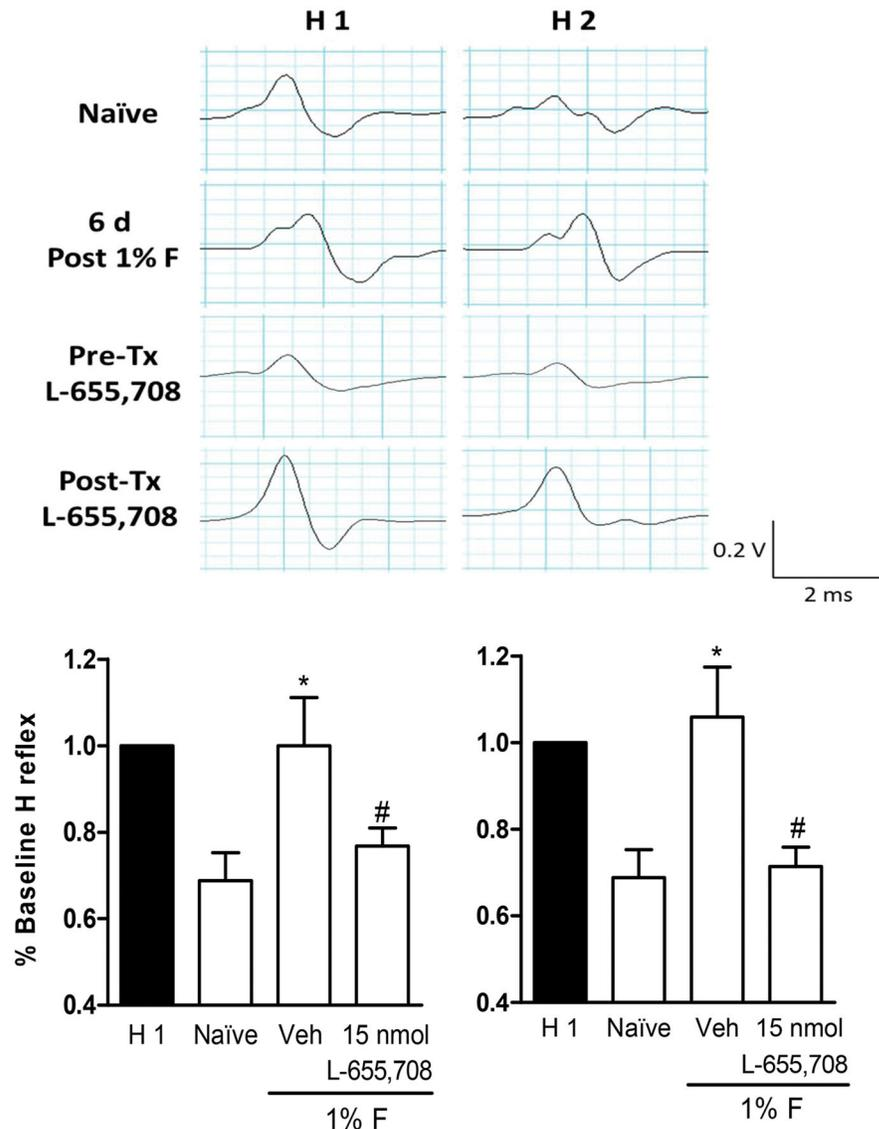 H 1 H 2
Naïve
6 d
Post 1% F
Pre-Tx
L-655,708
Post-Tx
L-655,708
0.2 V
2 ms
% Baseline H reflex
1.2
1.0
0.8
0.6
0.4
*
#
H 1 Naïve Veh 15 nmol
L-655,708
1% F
1.2
1.0
0.8
0.6
0.4
*
#
H 1 Naïve Veh 15 nmol
L-655,708
1% F